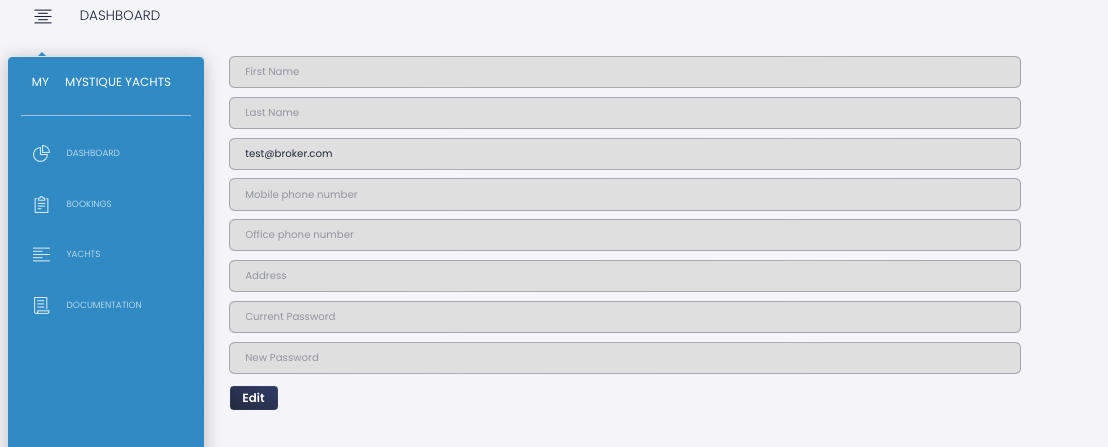 DASHBOARD
MY MYSTIQUE YACHTS
DASHBOARD
BOOKINGS
YACHTS
DOCUMENTATION
First Name
Last Name
test@broker.com
Mobile phone number
Office phone number
Address
Current Password
New Password
Edit